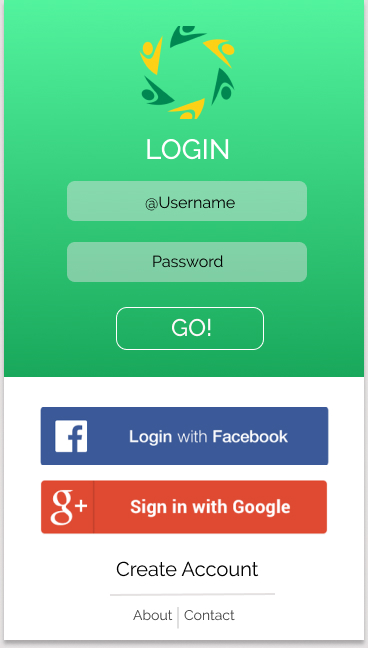 LOGIN
@Username
Password
GO!
Login with Facebook
g+ Sign in with Google
Create Account
About Contact